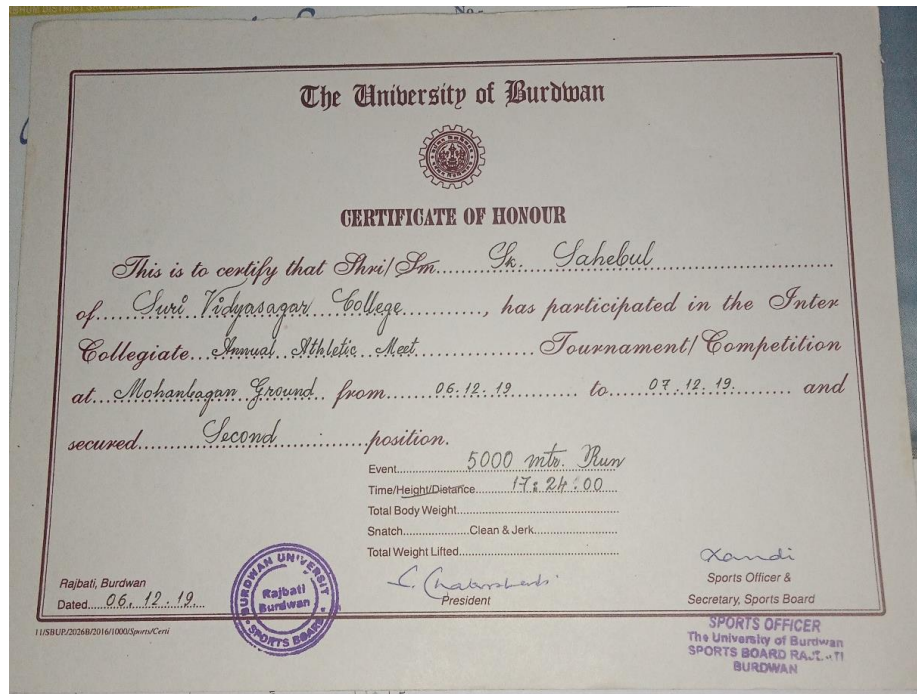 No.-
The University of Burdwan
CERTIFICATE OF HONOUR
This is to certify that Shri/Sm.......Sk. Sahebul..............................
of.......Suri Vidyasagar College..............., has participated in the Inter
Collegiate...Annual Athletic Meet.................Tournament/Competition
at...Mohanbagan Ground..from.......06.12.19..............to......07.12.19..........and
secured..........Second..............position.
Event................5000 mtr. Run
Time/Height/Distance........17:24:00...
Total Body Weight...........................................
Snatch.................Clean & Jerk......................
Total Weight Lifted..........................................
Rajbati, Burdwan
Dated.....06.12.19...
BURDWAN UNIVERSITY
Rajbati
Burdwan
SPORTS BOARD
President
Sports Officer &
Secretary, Sports Board
11/SBUP/2026B/2016/1000/Sports/Certi
SPORTS OFFICER
The University of Burdwan
SPORTS BOARD
BURDWAN